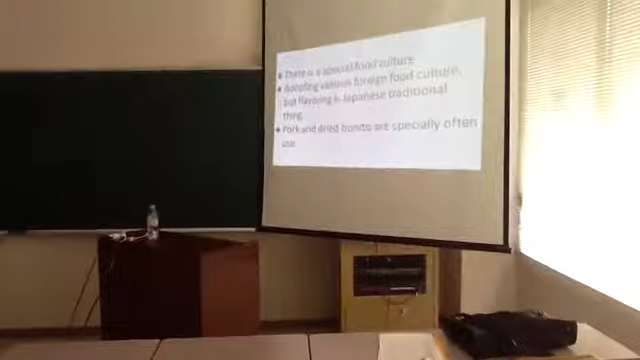 • There is a special food culture.
• Adopting various foreign food culture,
but flavoring is Japanese traditional
thing.
• Pork and dried bonito are specially often
use.